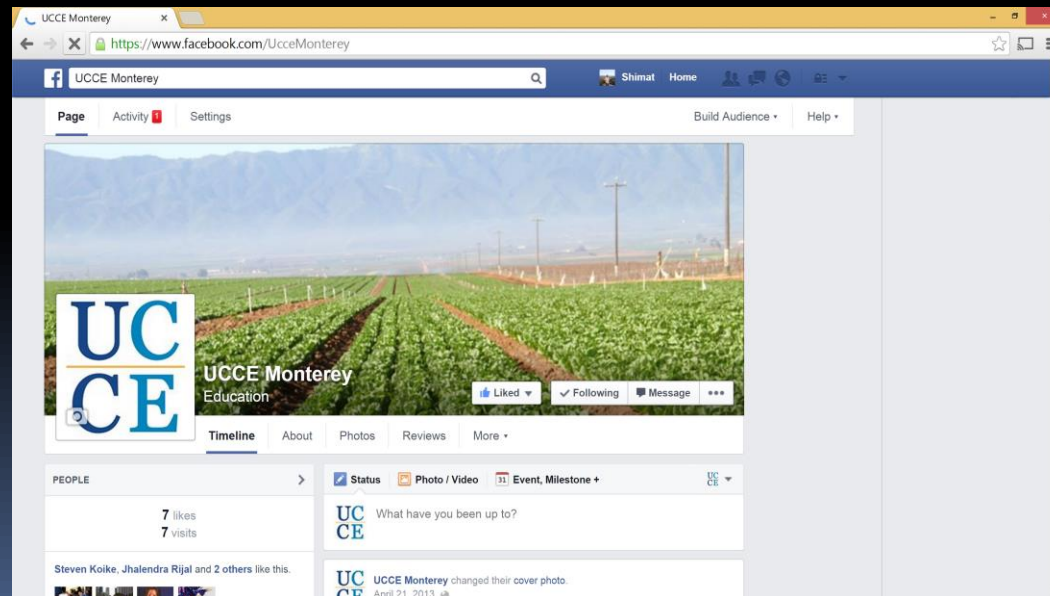 UCCE Monterey
https://www.facebook.com/UcceMonterey
UCCE Monterey
Shimat Home
Page Activity 1 Settings Build Audience Help
UC
CE
UCCE Monterey
Education
Liked Following Message
Timeline About Photos Reviews More
PEOPLE
7 likes
7 visits
Steven Koike, Jhalendra Rijal and 2 others like this.
Status Photo / Video 31 Event, Milestone +
UC
CE
UC
CE
What have you been up to?
UC
CE
UCCE Monterey changed their cover photo.
April 21, 2013